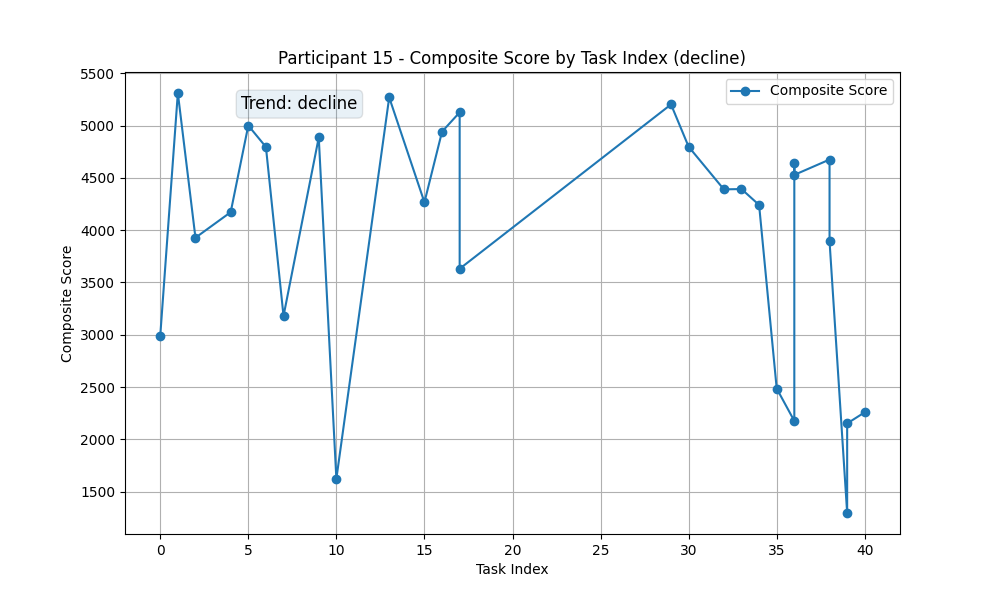 Participant 15 - Composite Score by Task Index (decline)
5500
5000
4500
4000
3500
3000
2500
2000
1500
Composite Score
Trend: decline
Composite Score
0 5 10 15 20 25 30 35 40
Task Index